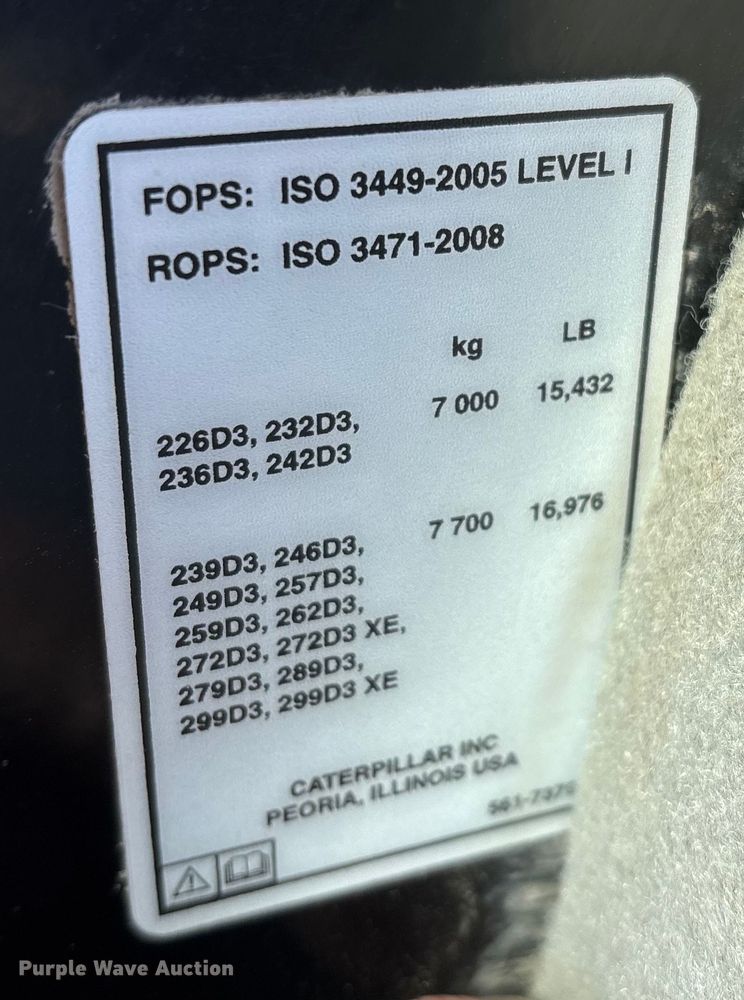 FOPS: ISO 3449-2005 LEVEL I
ROPS: ISO 3471-2008
kg LB
226D3, 232D3, 7 000 15,432
236D3, 242D3
239D3, 246D3, 7 700 16,976
249D3, 257D3,
259D3, 262D3,
272D3, 272D3 XE,
279D3, 289D3,
299D3, 299D3 XE
CATERPILLAR INC
PEORIA, ILLINOIS USA
Purple Wave Auction